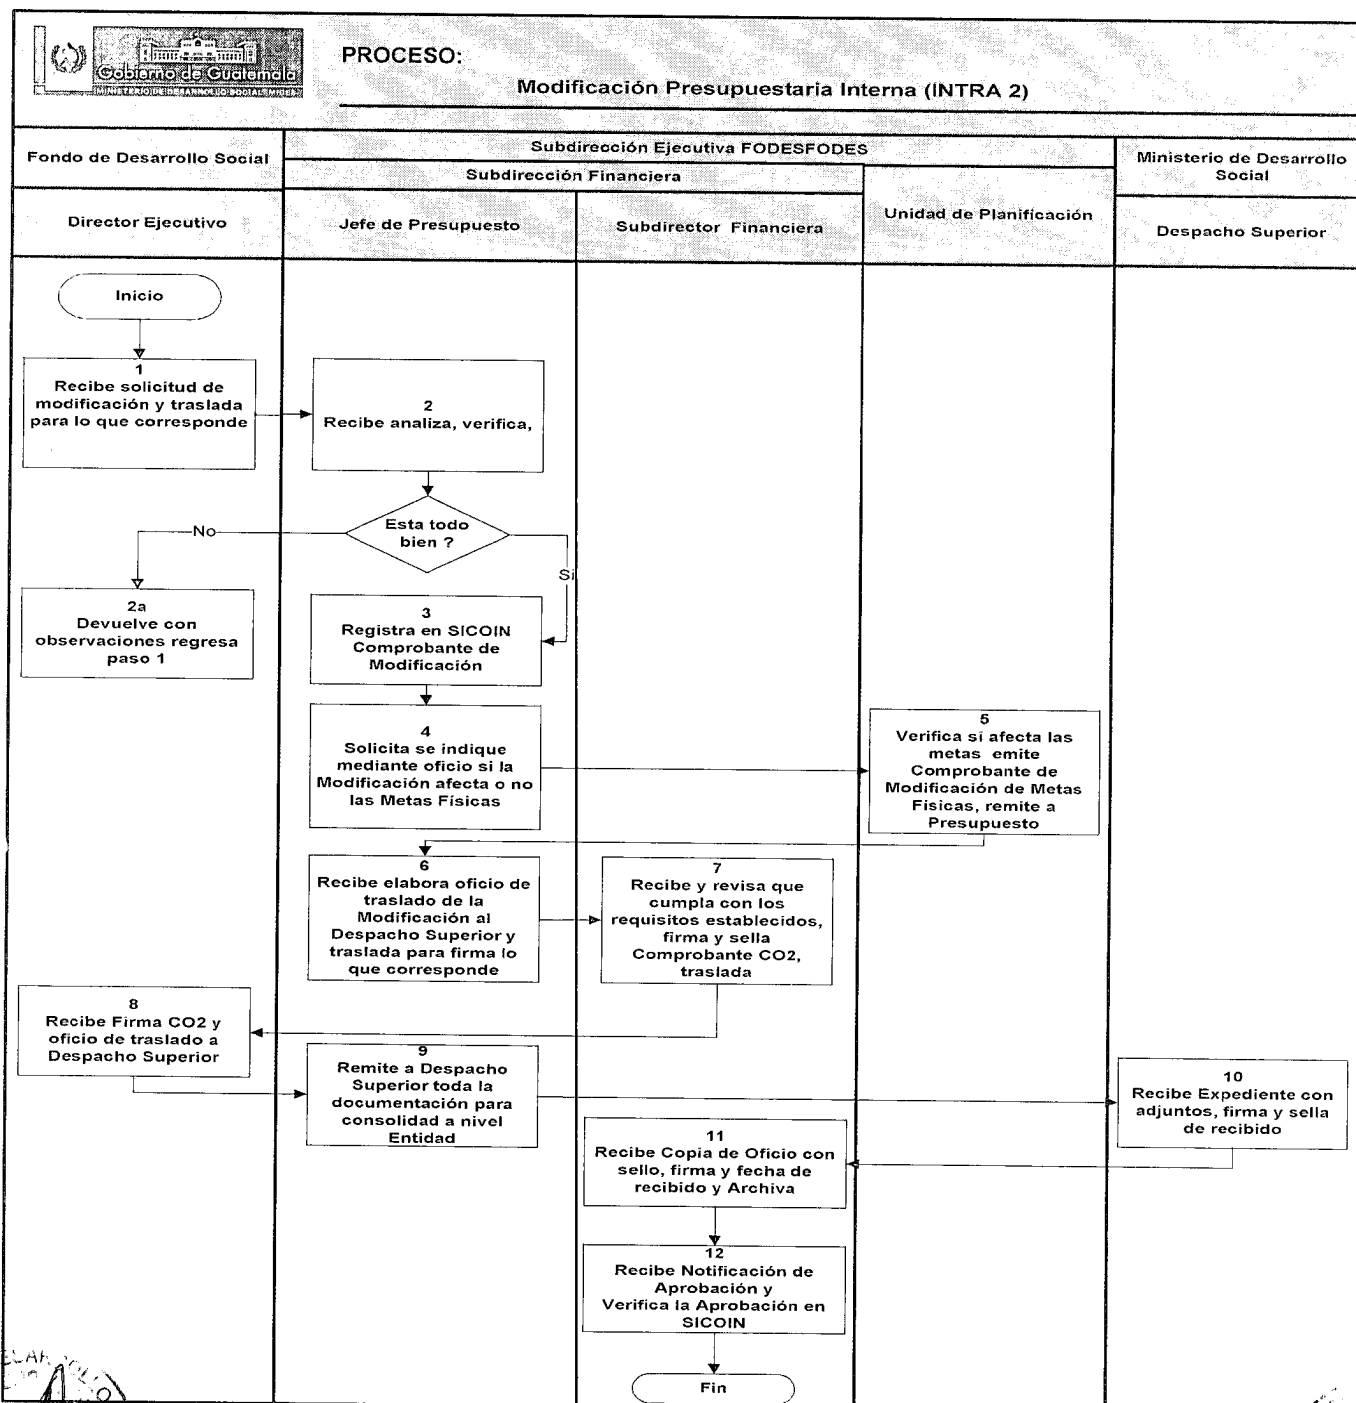 Gobierno de Guatemala
MINISTERIO DE DESARROLLO SOCIAL
PROCESO:
Modificación Presupuestaria Interna (INTRA 2)
Fondo de Desarrollo Social
Subdirección Ejecutiva FODESFODES
Ministerio de Desarrollo
Social
Subdirección Financiera
Director Ejecutivo
Jefe de Presupuesto
Subdirector Financiera
Unidad de Planificación
Despacho Superior
Inicio
1
Recibe solicitud de
modificación y traslada
para lo que corresponde
2
Recibe analiza, verifica,
Esta todo
bien ?
No
Si
2a
Devuelve con
observaciones regresa
paso 1
3
Registra en SICOIN
Comprobante de
Modificación
4
Solicita se indique
mediante oficio si la
Modificación afecta o no
las Metas Físicas
5
Verifica si afecta las
metas emite
Comprobante de
Modificación de Metas
Físicas, remite a
Presupuesto
6
Recibe elabora oficio de
traslado de la
Modificación al
Despacho Superior y
traslada para firma lo
que corresponde
7
Recibe y revisa que
cumpla con los
requisitos establecidos,
firma y sella
Comprobante CO2,
traslada
8
Recibe Firma CO2 y
oficio de traslado a
Despacho Superior
9
Remite a Despacho
Superior toda la
documentación para
consolidad a nivel
Entidad
10
Recibe Expediente con
adjuntos, firma y sella
de recibido
11
Recibe Copia de Oficio con
sello, firma y fecha de
recibido y Archiva
12
Recibe Notificación de
Aprobación y
Verifica la Aprobación en
SICOIN
Fin